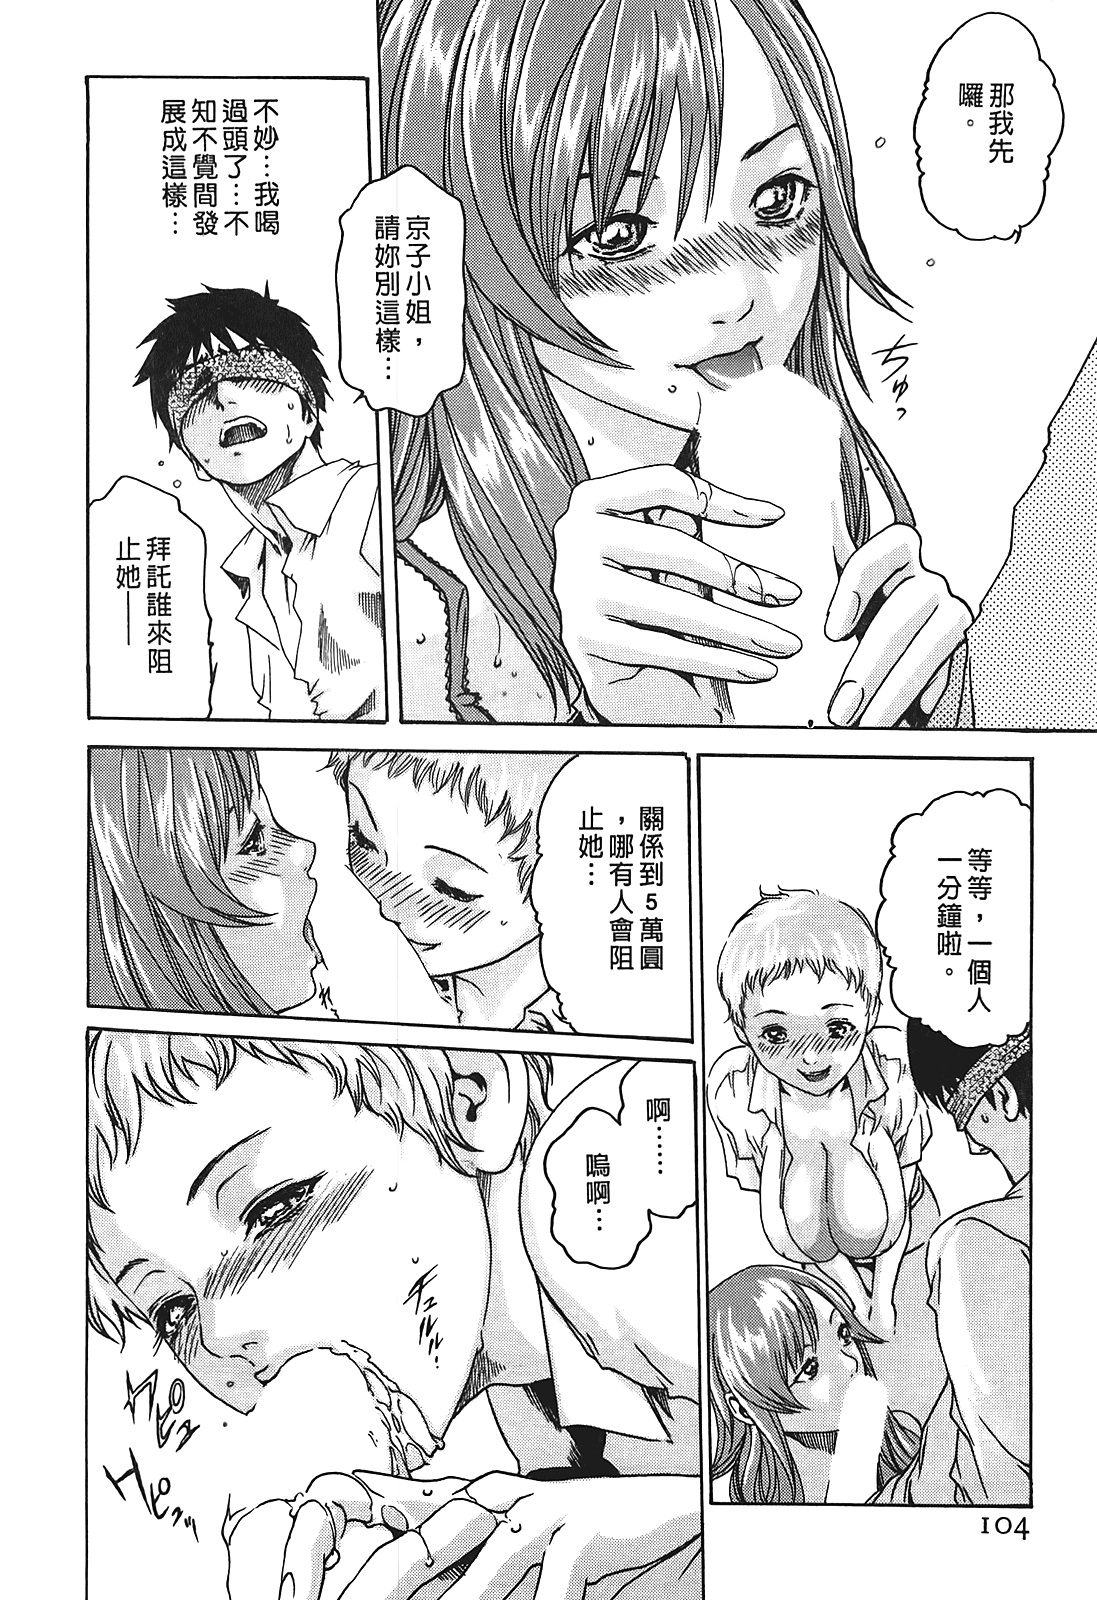 那我先
囉。
ちゅっ
京子小姐，
請妳別這樣…
不妙…我喝
過頭了…不
知不覺間發
展成這樣…
拜託誰來阻
止她——
等等，一個人
一分鐘啦。
關係到5萬圓
，哪有人會阻
止她…
啊……
嗚啊…
104